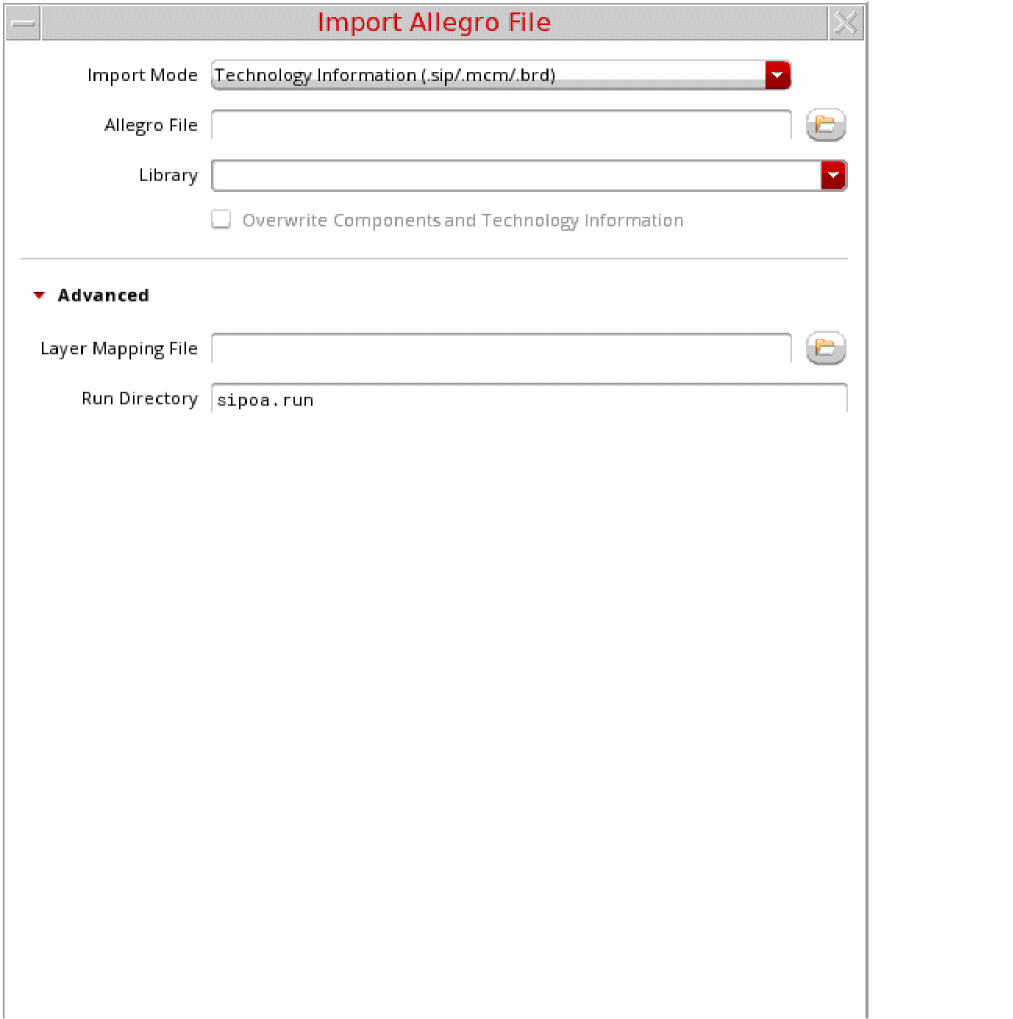 Import Allegro File
Import Mode Technology Information (.sip/.mcm/.brd)
Allegro File
Library
Overwrite Components and Technology Information
Advanced
Layer Mapping File
Run Directory sipoa.run